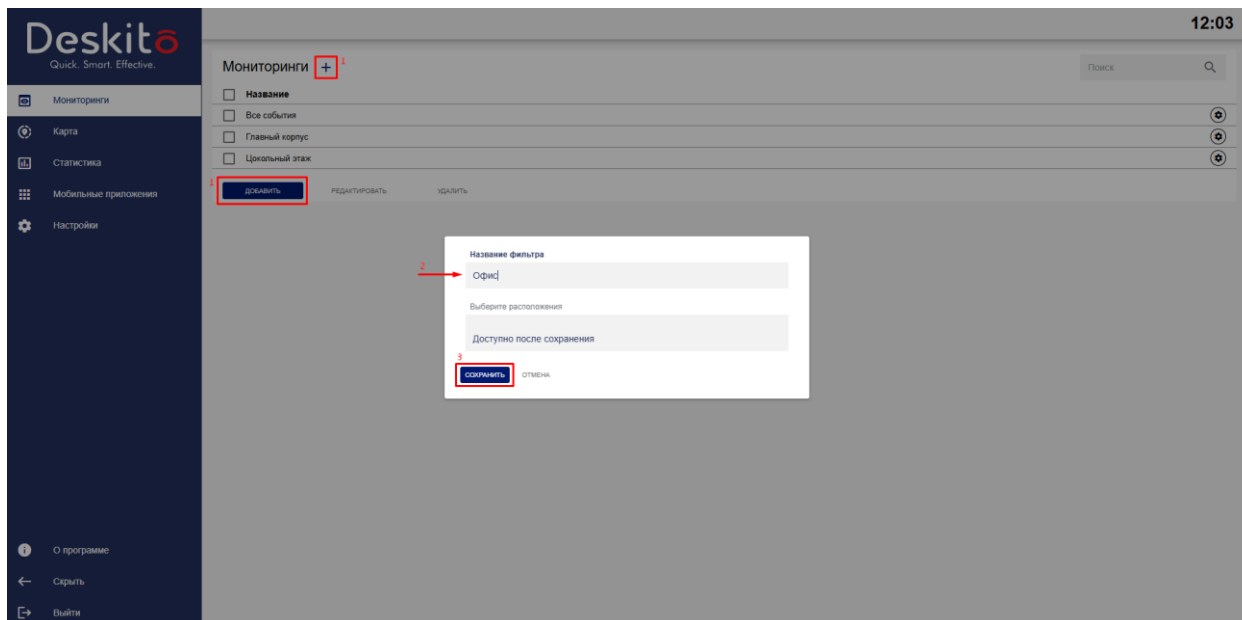 Deskito
Quick. Smart. Effective.
12:03
Мониторинги + 1
Поиск
Название
Все события
Главный корпус
Цокольный этаж
1 ДОБАВИТЬ РЕДАКТИРОВАТЬ УДАЛИТЬ
Мониторинги
Карта
Статистика
Мобильные приложения
Настройки
Название фильтра
2 Офис
Выберите расположения
Доступно после сохранения
3
СОХРАНИТЬ ОТМЕНА
О программе
Скрыть
Выйти